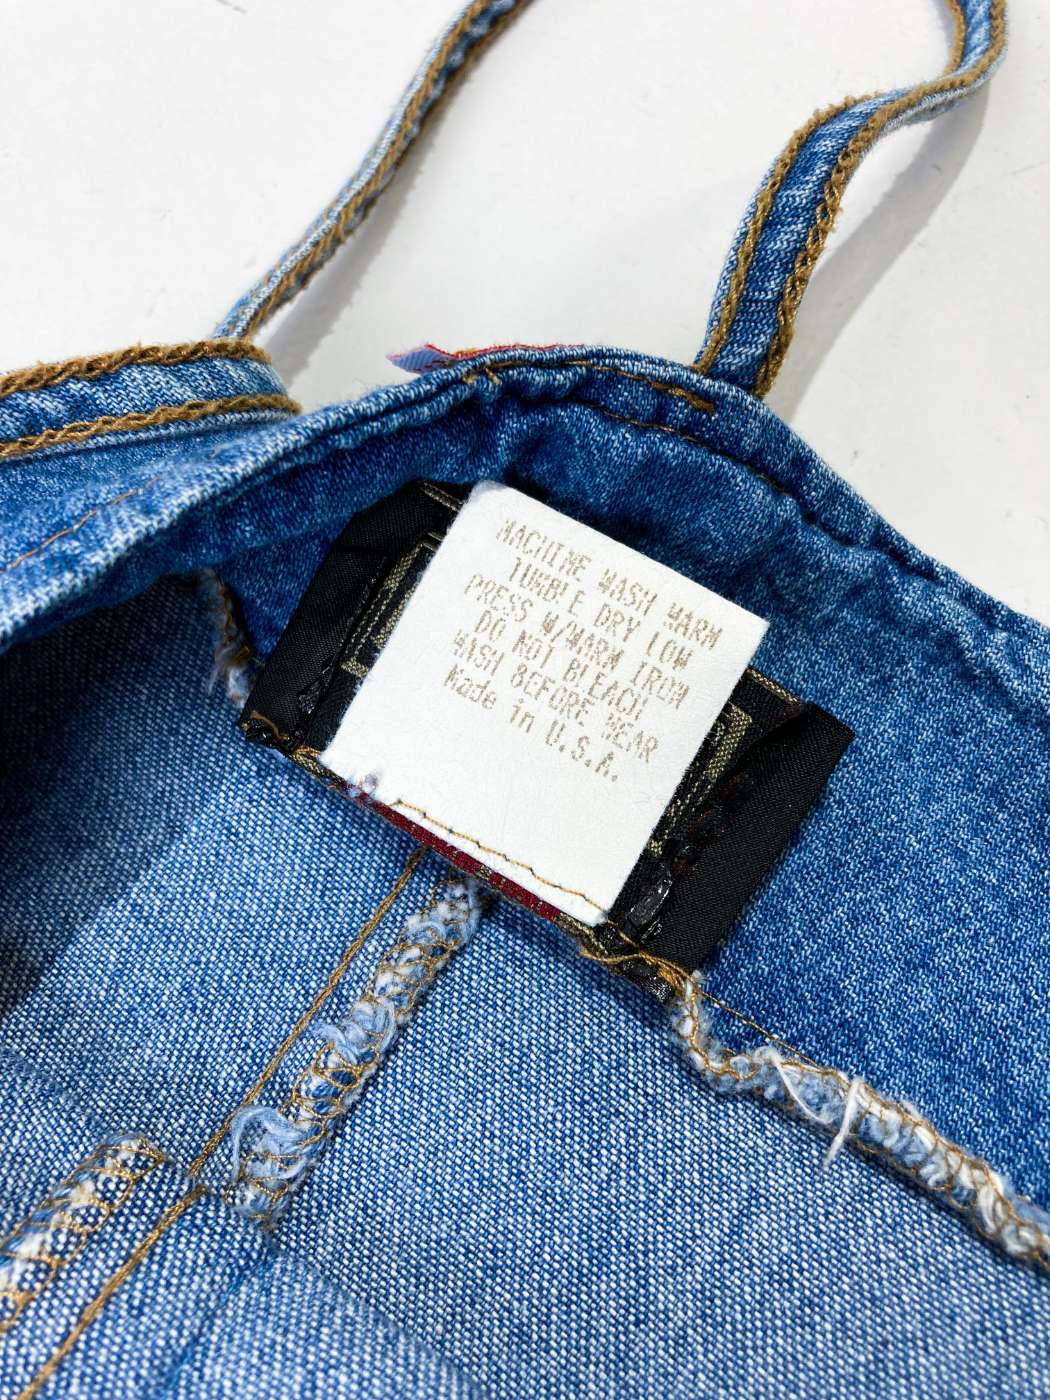 MACHINE WASH WARM
TUMBLE DRY LOW
PRESS W/WARM IRON
DO NOT BLEACH
WASH BEFORE WEAR
Made in U.S.A.